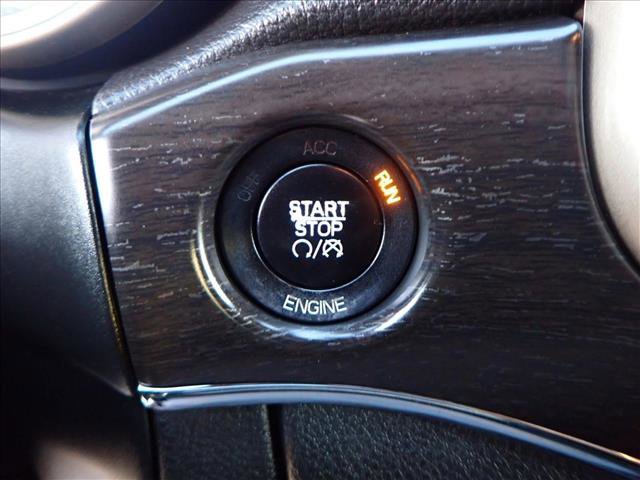 ACC
OFF
RUN
START
STOP
ENGINE